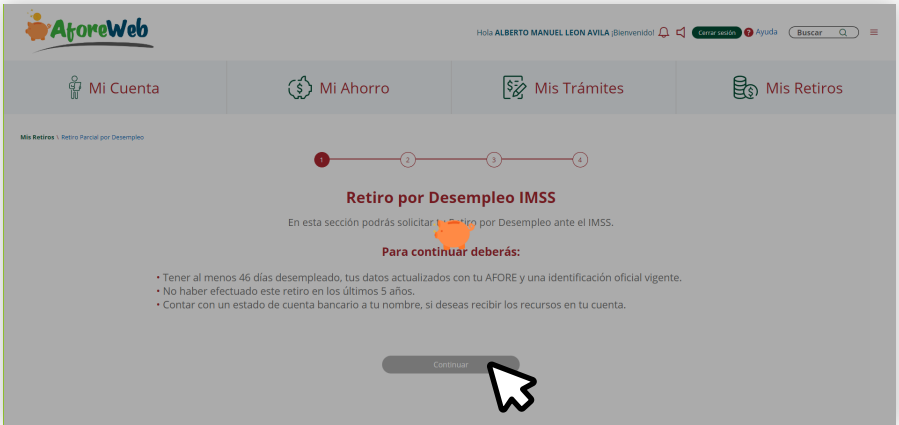 AforeWeb
Hola ALBERTO MANUEL LEON AVILA ¡Bienvenido! Cerrar sesión ? Ayuda Buscar
Mi Cuenta Mi Ahorro Mis Trámites Mis Retiros
Mis Retiros \ Retiro Parcial por Desempleo
1 2 3 4
Retiro por Desempleo IMSS
En esta sección podrás solicitar Retiro por Desempleo ante el IMSS.
Para continuar deberás:
• Tener al menos 46 días desempleado, tus datos actualizados con tu AFORE y una identificación oficial vigente.
• No haber efectuado este retiro en los últimos 5 años.
• Contar con un estado de cuenta bancario a tu nombre, si deseas recibir los recursos en tu cuenta.
Continuar